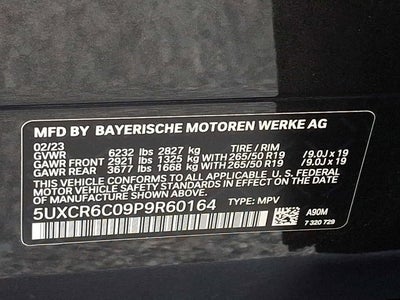 MFD BY BAYERISCHE MOTOREN WERKE AG
02/23 TIRE / RIM
GVWR 6232 lbs 2827 kg
GAWR FRONT 2921 lbs 1325 kg WITH 265/50 R19 / 9.0J x 19
GAWR REAR 3677 lbs 1668 kg WITH 265/50 R19 / 9.0J x 19
THIS VEHICLE CONFORMS TO ALL APPLICABLE U. S. FEDERAL
MOTOR VEHICLE SAFETY STANDARDS IN EFFECT ON THE DATE
OF MANUFACTURE SHOWN ABOVE.
5UXCR6C09P9R60164 TYPE: MPV A90M
7 320 729